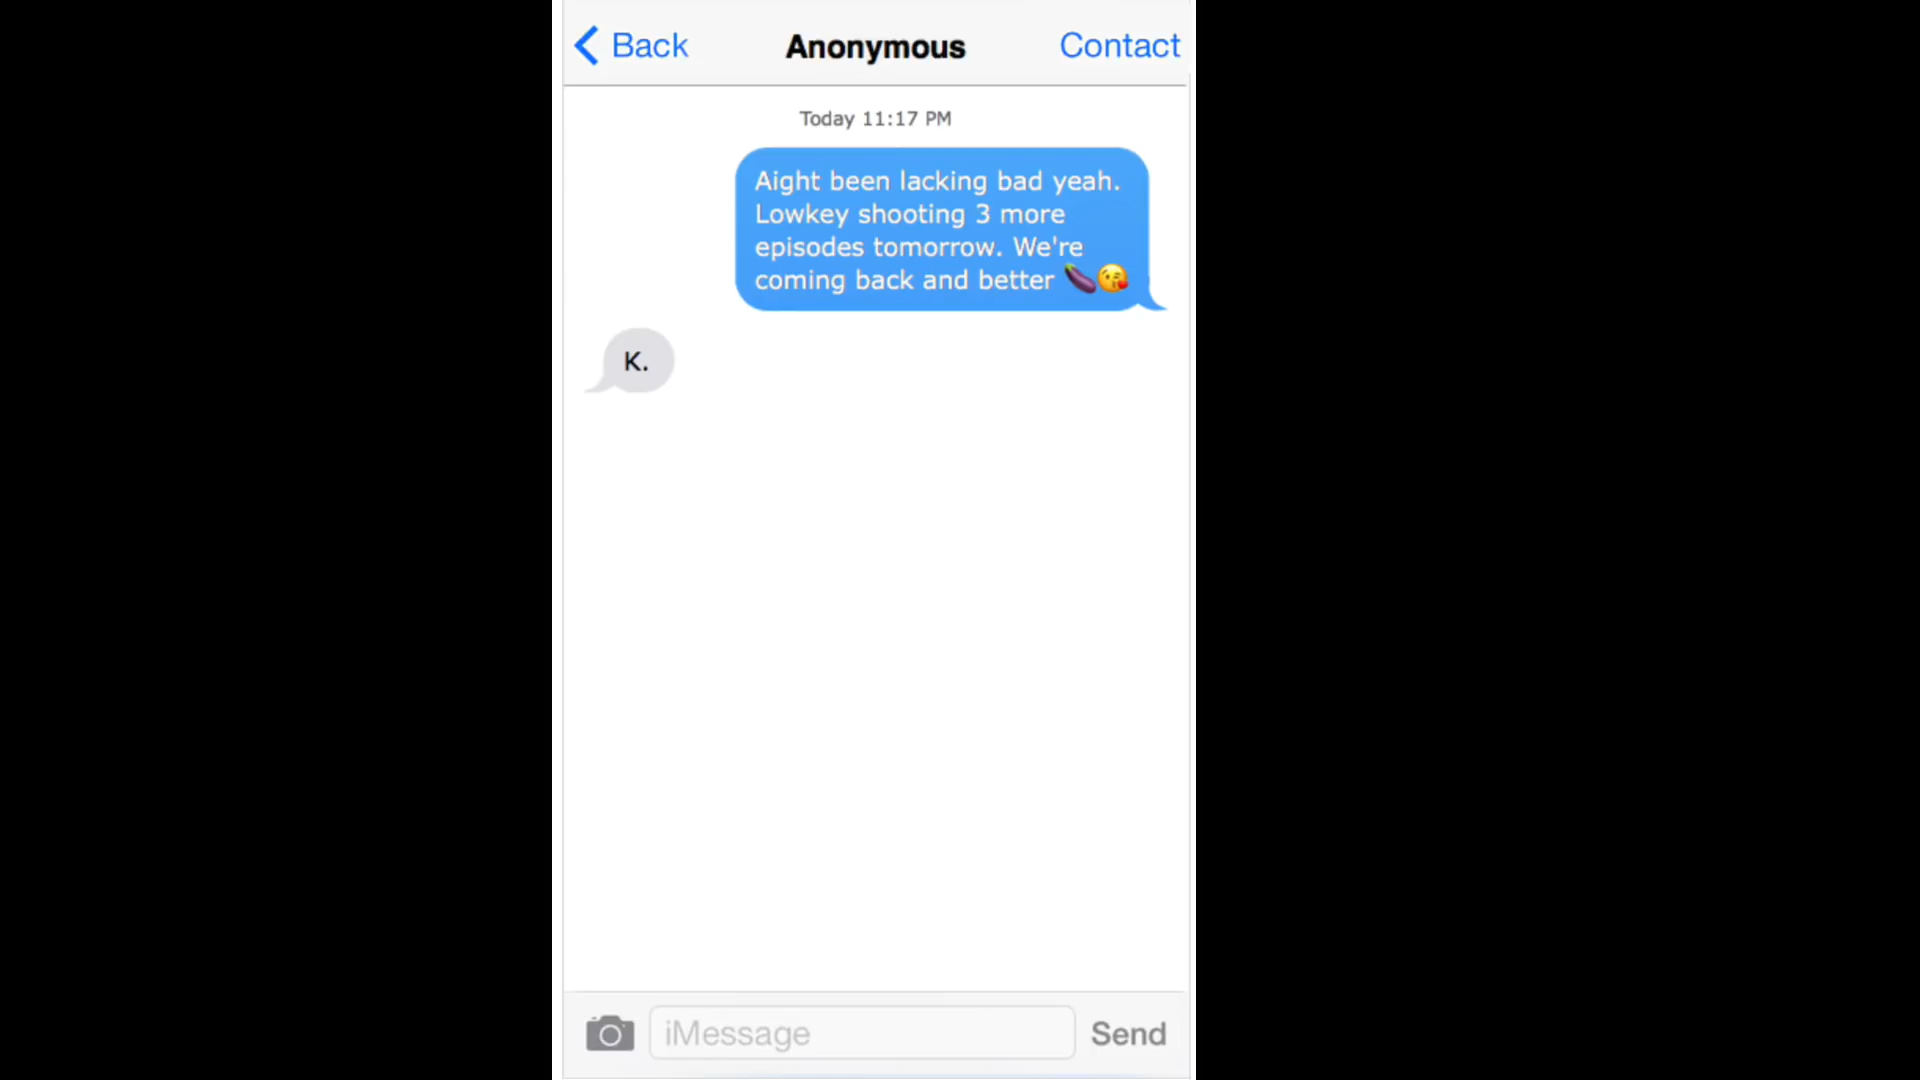 Back Anonymous Contact
Today 11:17 PM
Aight been lacking bad yeah.
Lowkey shooting 3 more
episodes tomorrow. We're
coming back and better 🍆😘
K.
iMessage Send